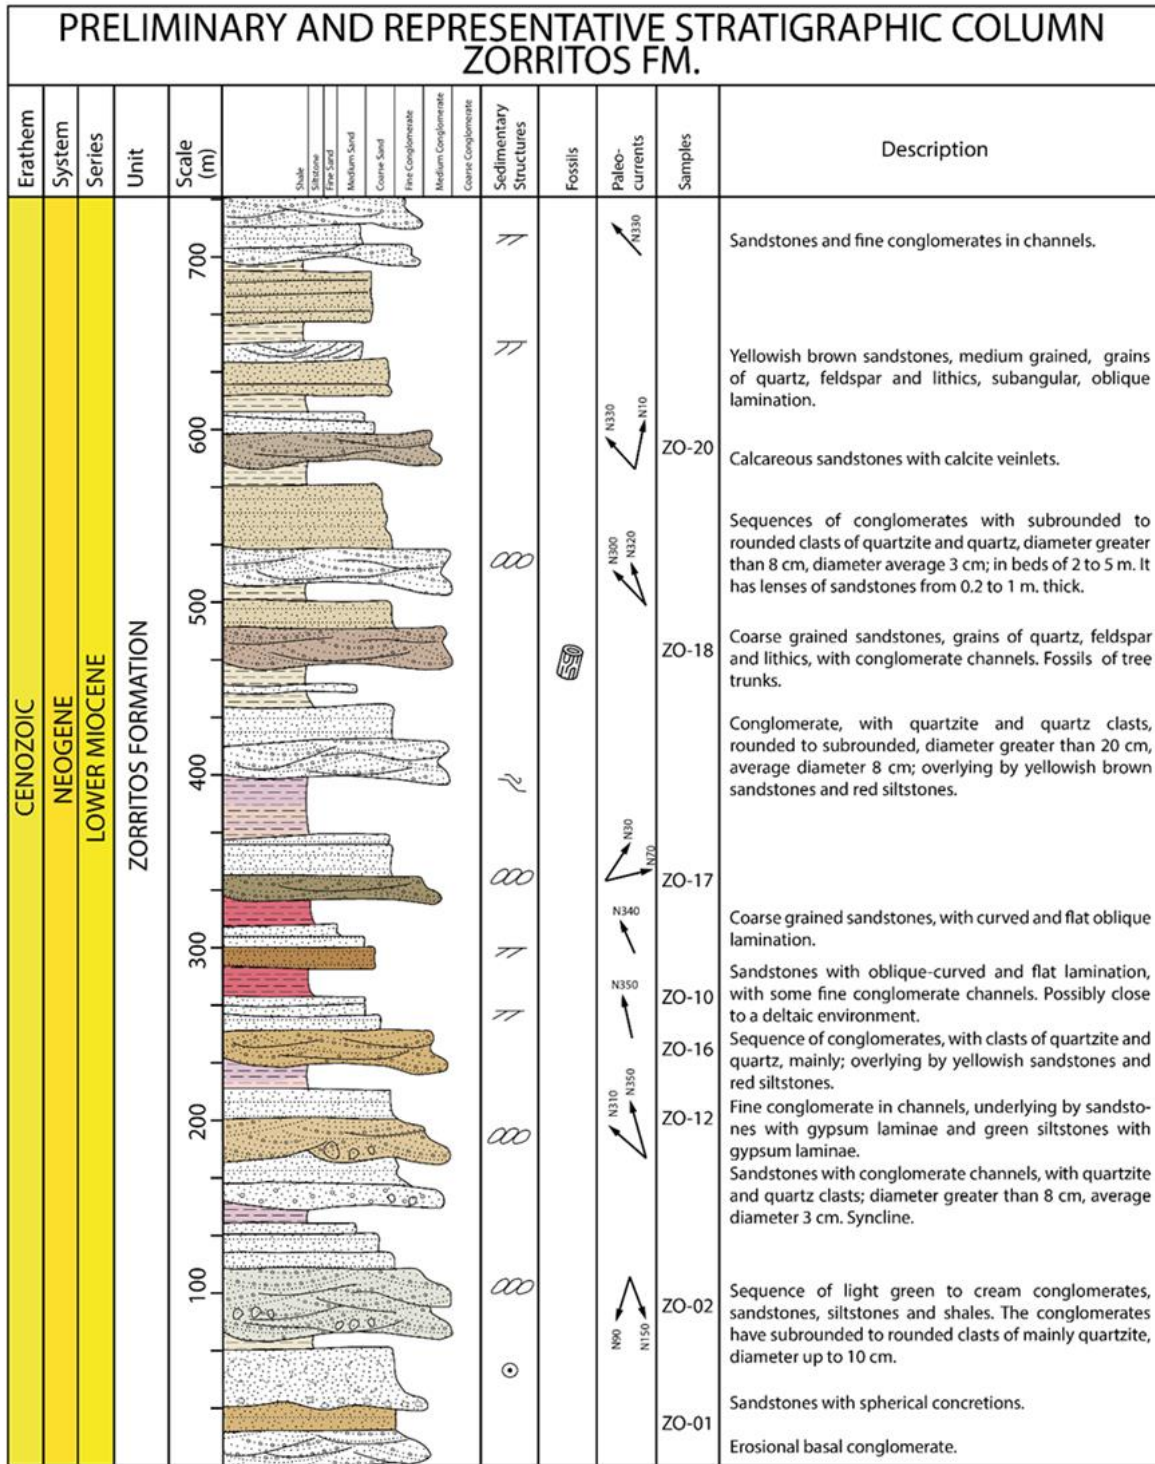 PRELIMINARY AND REPRESENTATIVE STRATIGRAPHIC COLUMN
ZORRITOS FM.
Erathem
System
Series
Unit
Scale
(m)
Shale
Siltstone
Fine Sand
Medium Sand
Coarse Sand
Fine Conglomerate
Medium Conglomerate
Coarse Conglomerate
Sedimentary
Structures
Fossils
Paleo-
currents
Samples
Description
CENOZOIC
NEOGENE
LOWER MIOCENE
ZORRITOS FORMATION
700
600
500
400
300
200
100
N330
N330
N10
N300
N320
N30
N70
N340
N350
N310
N350
N90
N150
ZO-20
ZO-18
ZO-17
ZO-10
ZO-16
ZO-12
ZO-02
ZO-01
Sandstones and fine conglomerates in channels.
Yellowish brown sandstones, medium grained, grains
of quartz, feldspar and lithics, subangular, oblique
lamination.
Calcareous sandstones with calcite veinlets.
Sequences of conglomerates with subrounded to
rounded clasts of quartzite and quartz, diameter greater
than 8 cm, diameter average 3 cm; in beds of 2 to 5 m. It
has lenses of sandstones from 0.2 to 1 m. thick.
Coarse grained sandstones, grains of quartz, feldspar
and lithics, with conglomerate channels. Fossils of tree
trunks.
Conglomerate, with quartzite and quartz clasts,
rounded to subrounded, diameter greater than 20 cm,
average diameter 8 cm; overlying by yellowish brown
sandstones and red siltstones.
Coarse grained sandstones, with curved and flat oblique
lamination.
Sandstones with oblique-curved and flat lamination,
with some fine conglomerate channels. Possibly close
to a deltaic environment.
Sequence of conglomerates, with clasts of quartzite and
quartz, mainly; overlying by yellowish sandstones and
red siltstones.
Fine conglomerate in channels, underlying by sandsto-
nes with gypsum laminae and green siltstones with
gypsum laminae.
Sandstones with conglomerate channels, with quartzite
and quartz clasts; diameter greater than 8 cm, average
diameter 3 cm. Syncline.
Sequence of light green to cream conglomerates,
sandstones, siltstones and shales. The conglomerates
have subrounded to rounded clasts of mainly quartzite,
diameter up to 10 cm.
Sandstones with spherical concretions.
Erosional basal conglomerate.